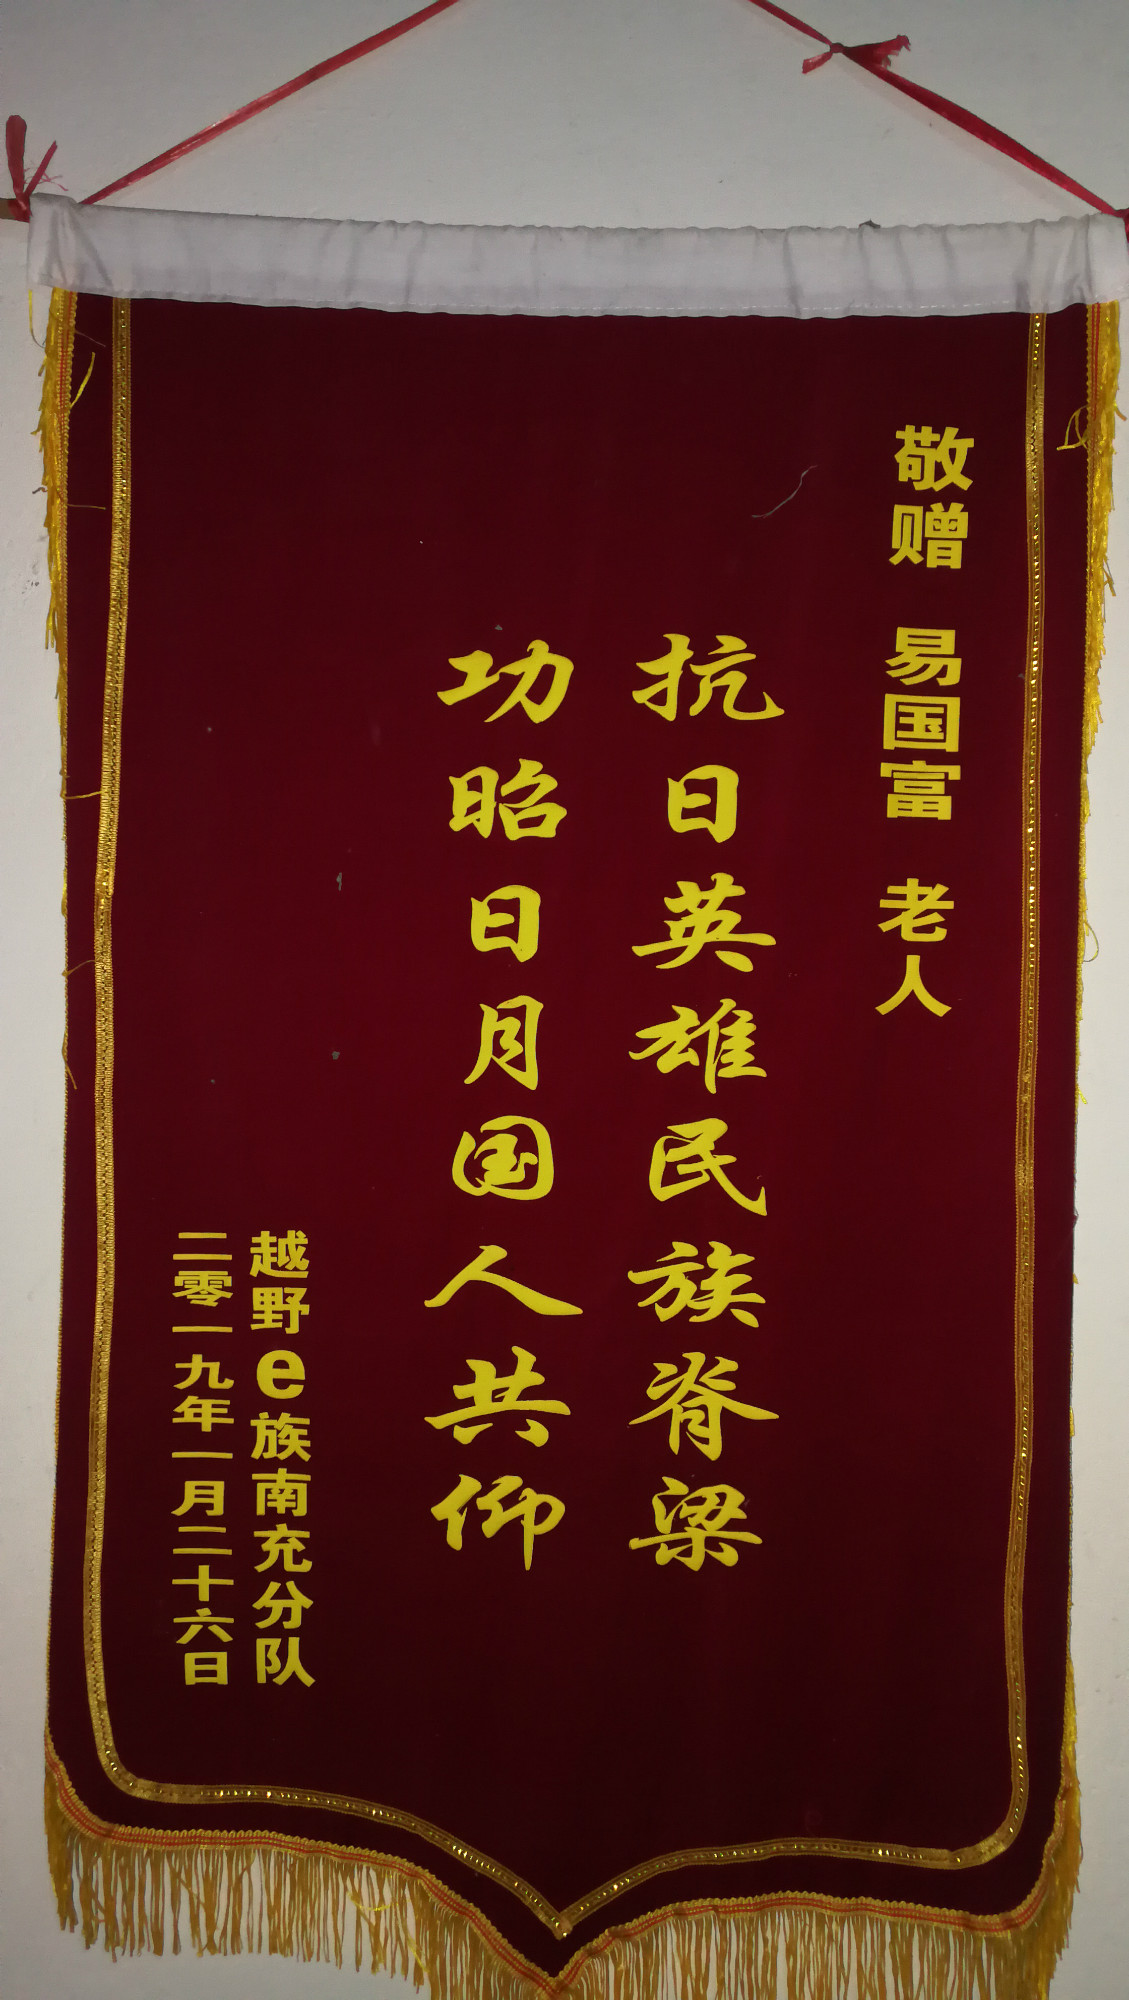 敬赠 易国富 老人
抗日英雄民族脊梁
功昭日月国人共仰
越野e族南充分队
二零一九年一月二十六日